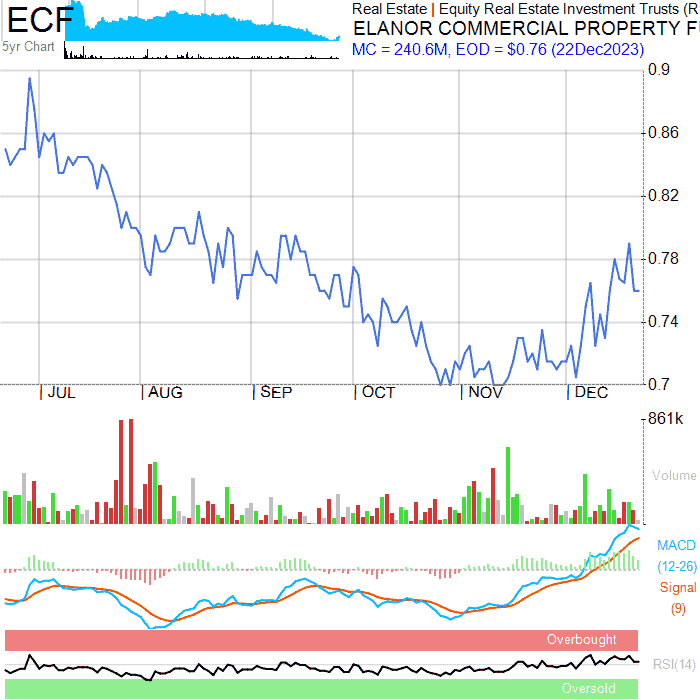 ECF
Real Estate | Equity Real Estate Investment Trusts (R
5yr Chart
ELANOR COMMERCIAL PROPERTY F
MC = 240.6M, EOD = $0.76 (22Dec2023)
0.9
0.86
0.82
0.78
0.74
0.7
JUL AUG SEP OCT NOV DEC
861k
Volume
MACD
(12-26)
Signal
(9)
Overbought
RSI(14)
Oversold